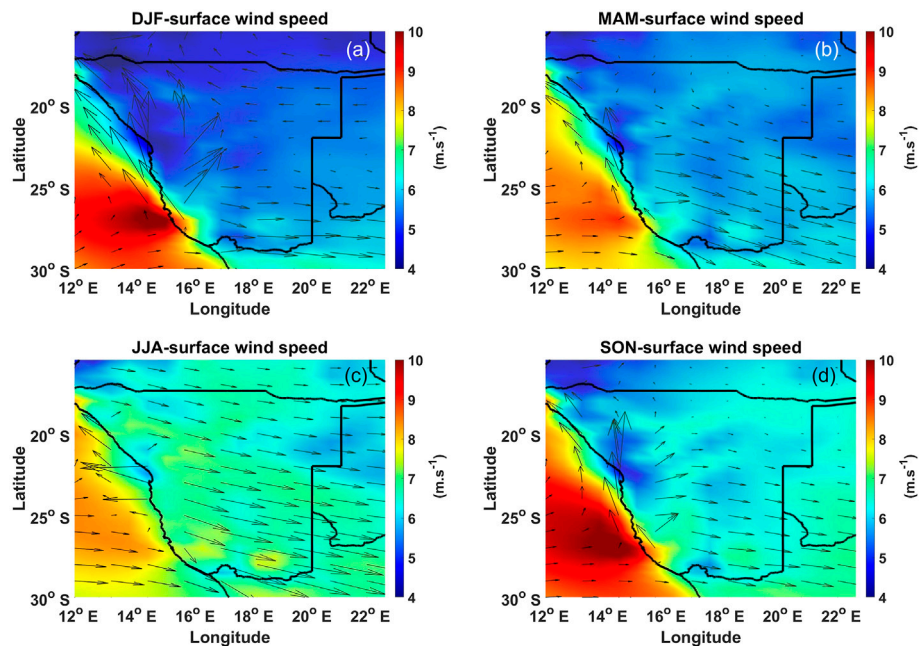 DJF-surface wind speed
(a)
20° S
25° S
30° S
Latitude
12° E 14° E 16° E 18° E 20° E 22° E
Longitude
10
9
8
7
6
5
4
(m.s⁻¹)
MAM-surface wind speed
(b)
20° S
25° S
30° S
Latitude
12° E 14° E 16° E 18° E 20° E 22° E
Longitude
10
9
8
7
6
5
4
(m.s⁻¹)
JJA-surface wind speed
(c)
20° S
25° S
30° S
Latitude
12° E 14° E 16° E 18° E 20° E 22° E
Longitude
10
9
8
7
6
5
4
(m.s⁻¹)
SON-surface wind speed
(d)
20° S
25° S
30° S
Latitude
12° E 14° E 16° E 18° E 20° E 22° E
Longitude
10
9
8
7
6
5
4
(m.s⁻¹)